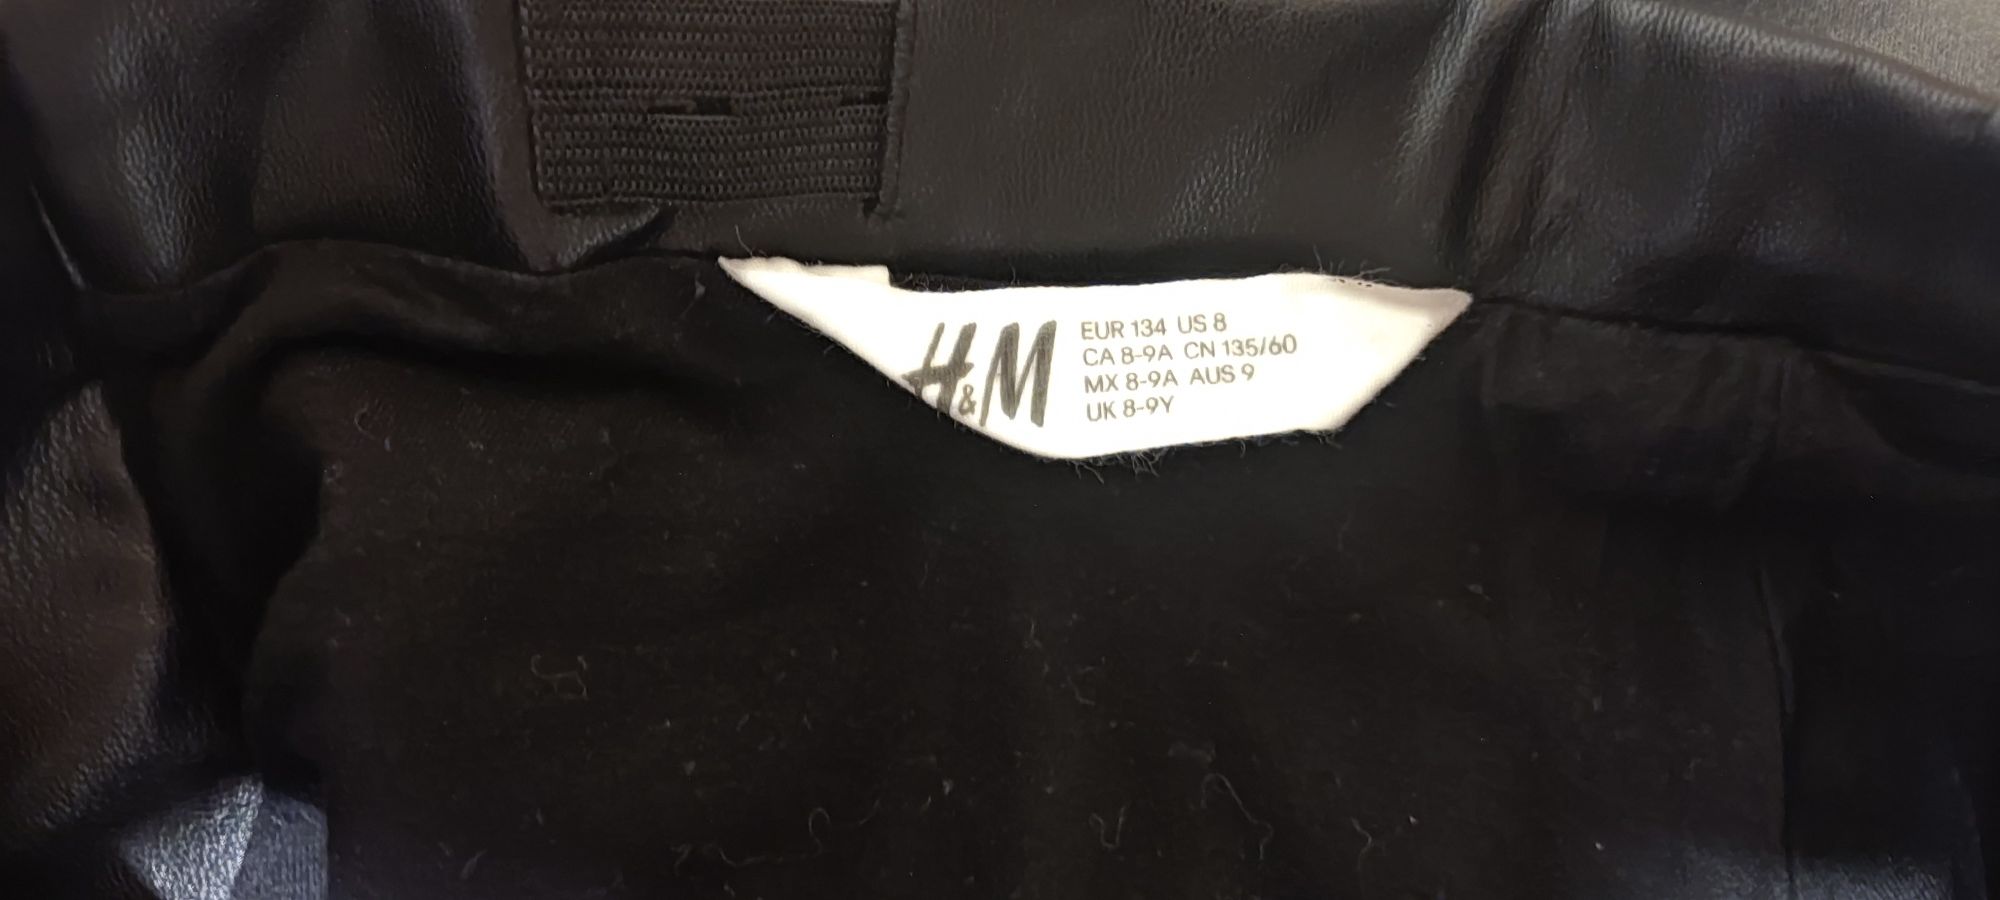 H&M
EUR 134 US 8
CA 8-9A CN 135/60
MX 8-9A AUS 9
UK 8-9Y